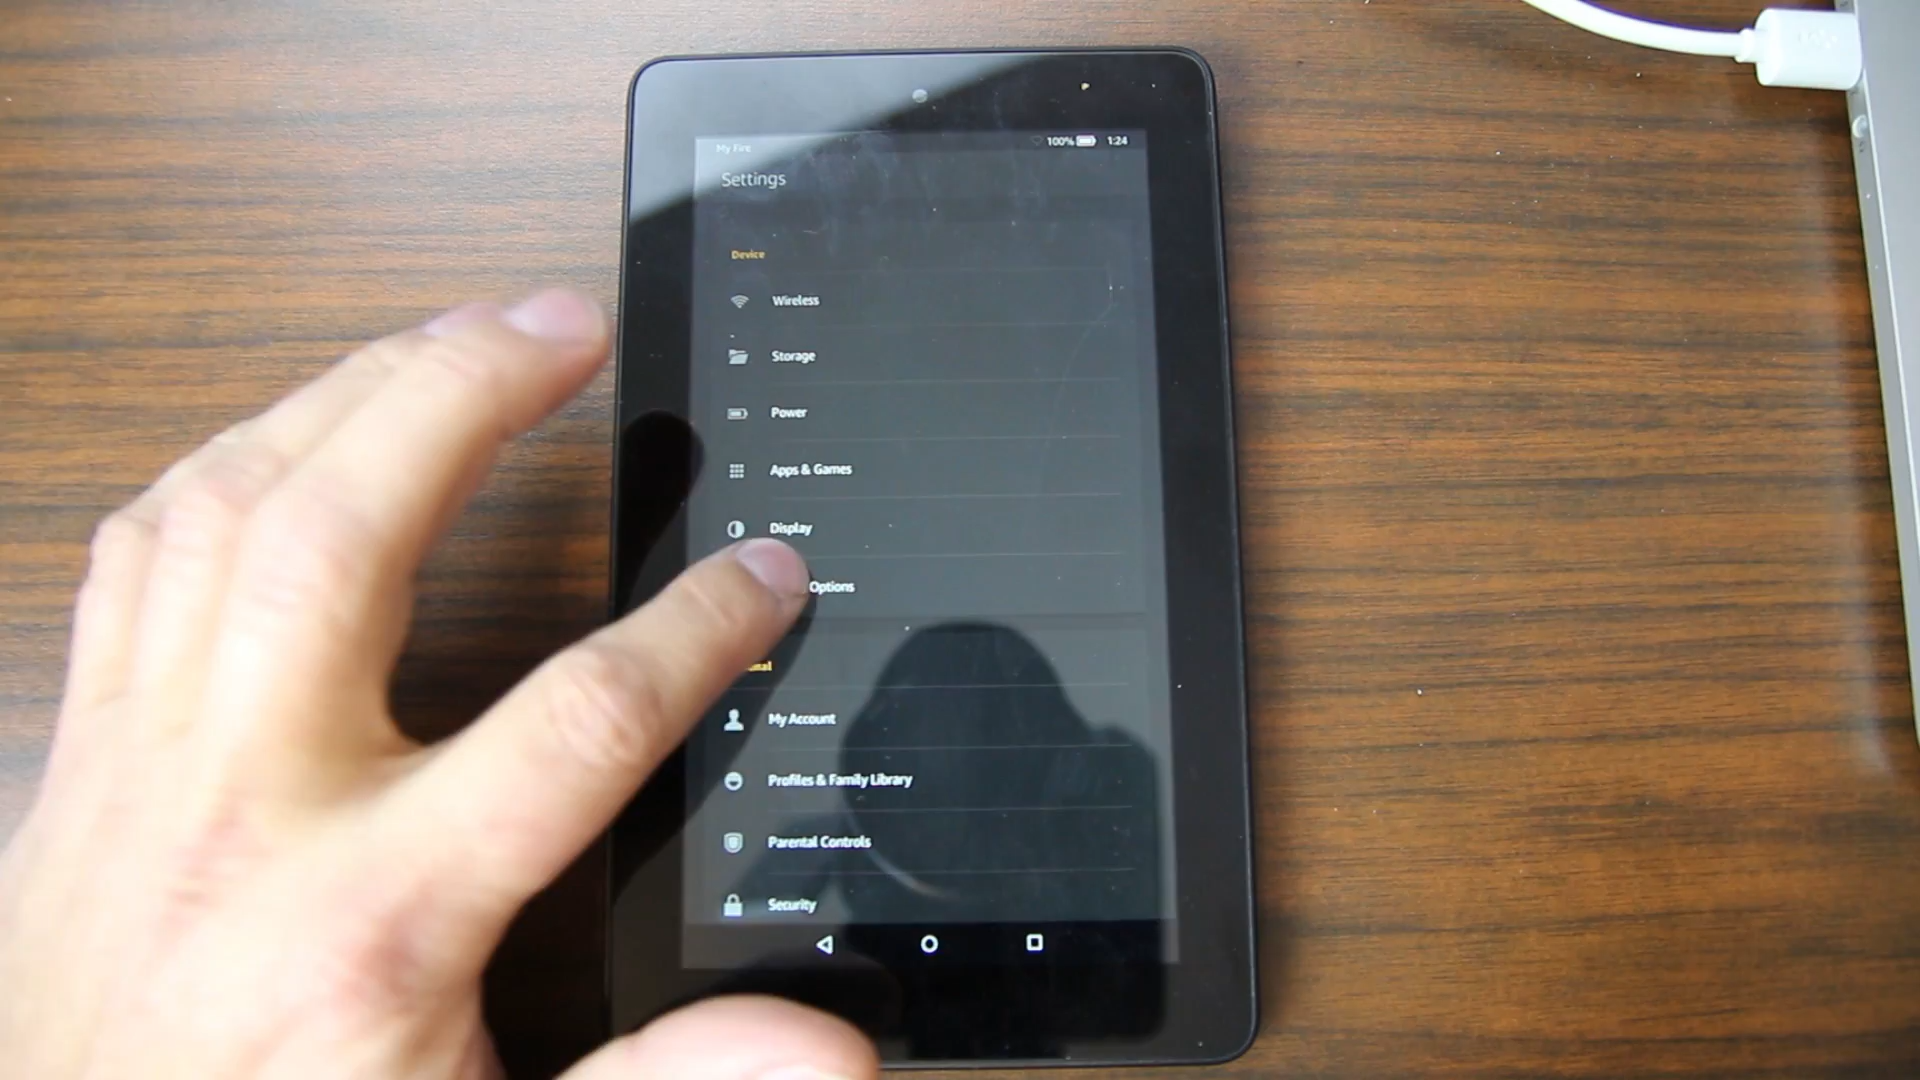 My Fire
100% 1:24
Settings
Device
Wireless
Storage
Power
Apps & Games
Display
Options
My Account
Profiles & Family Library
Parental Controls
Security